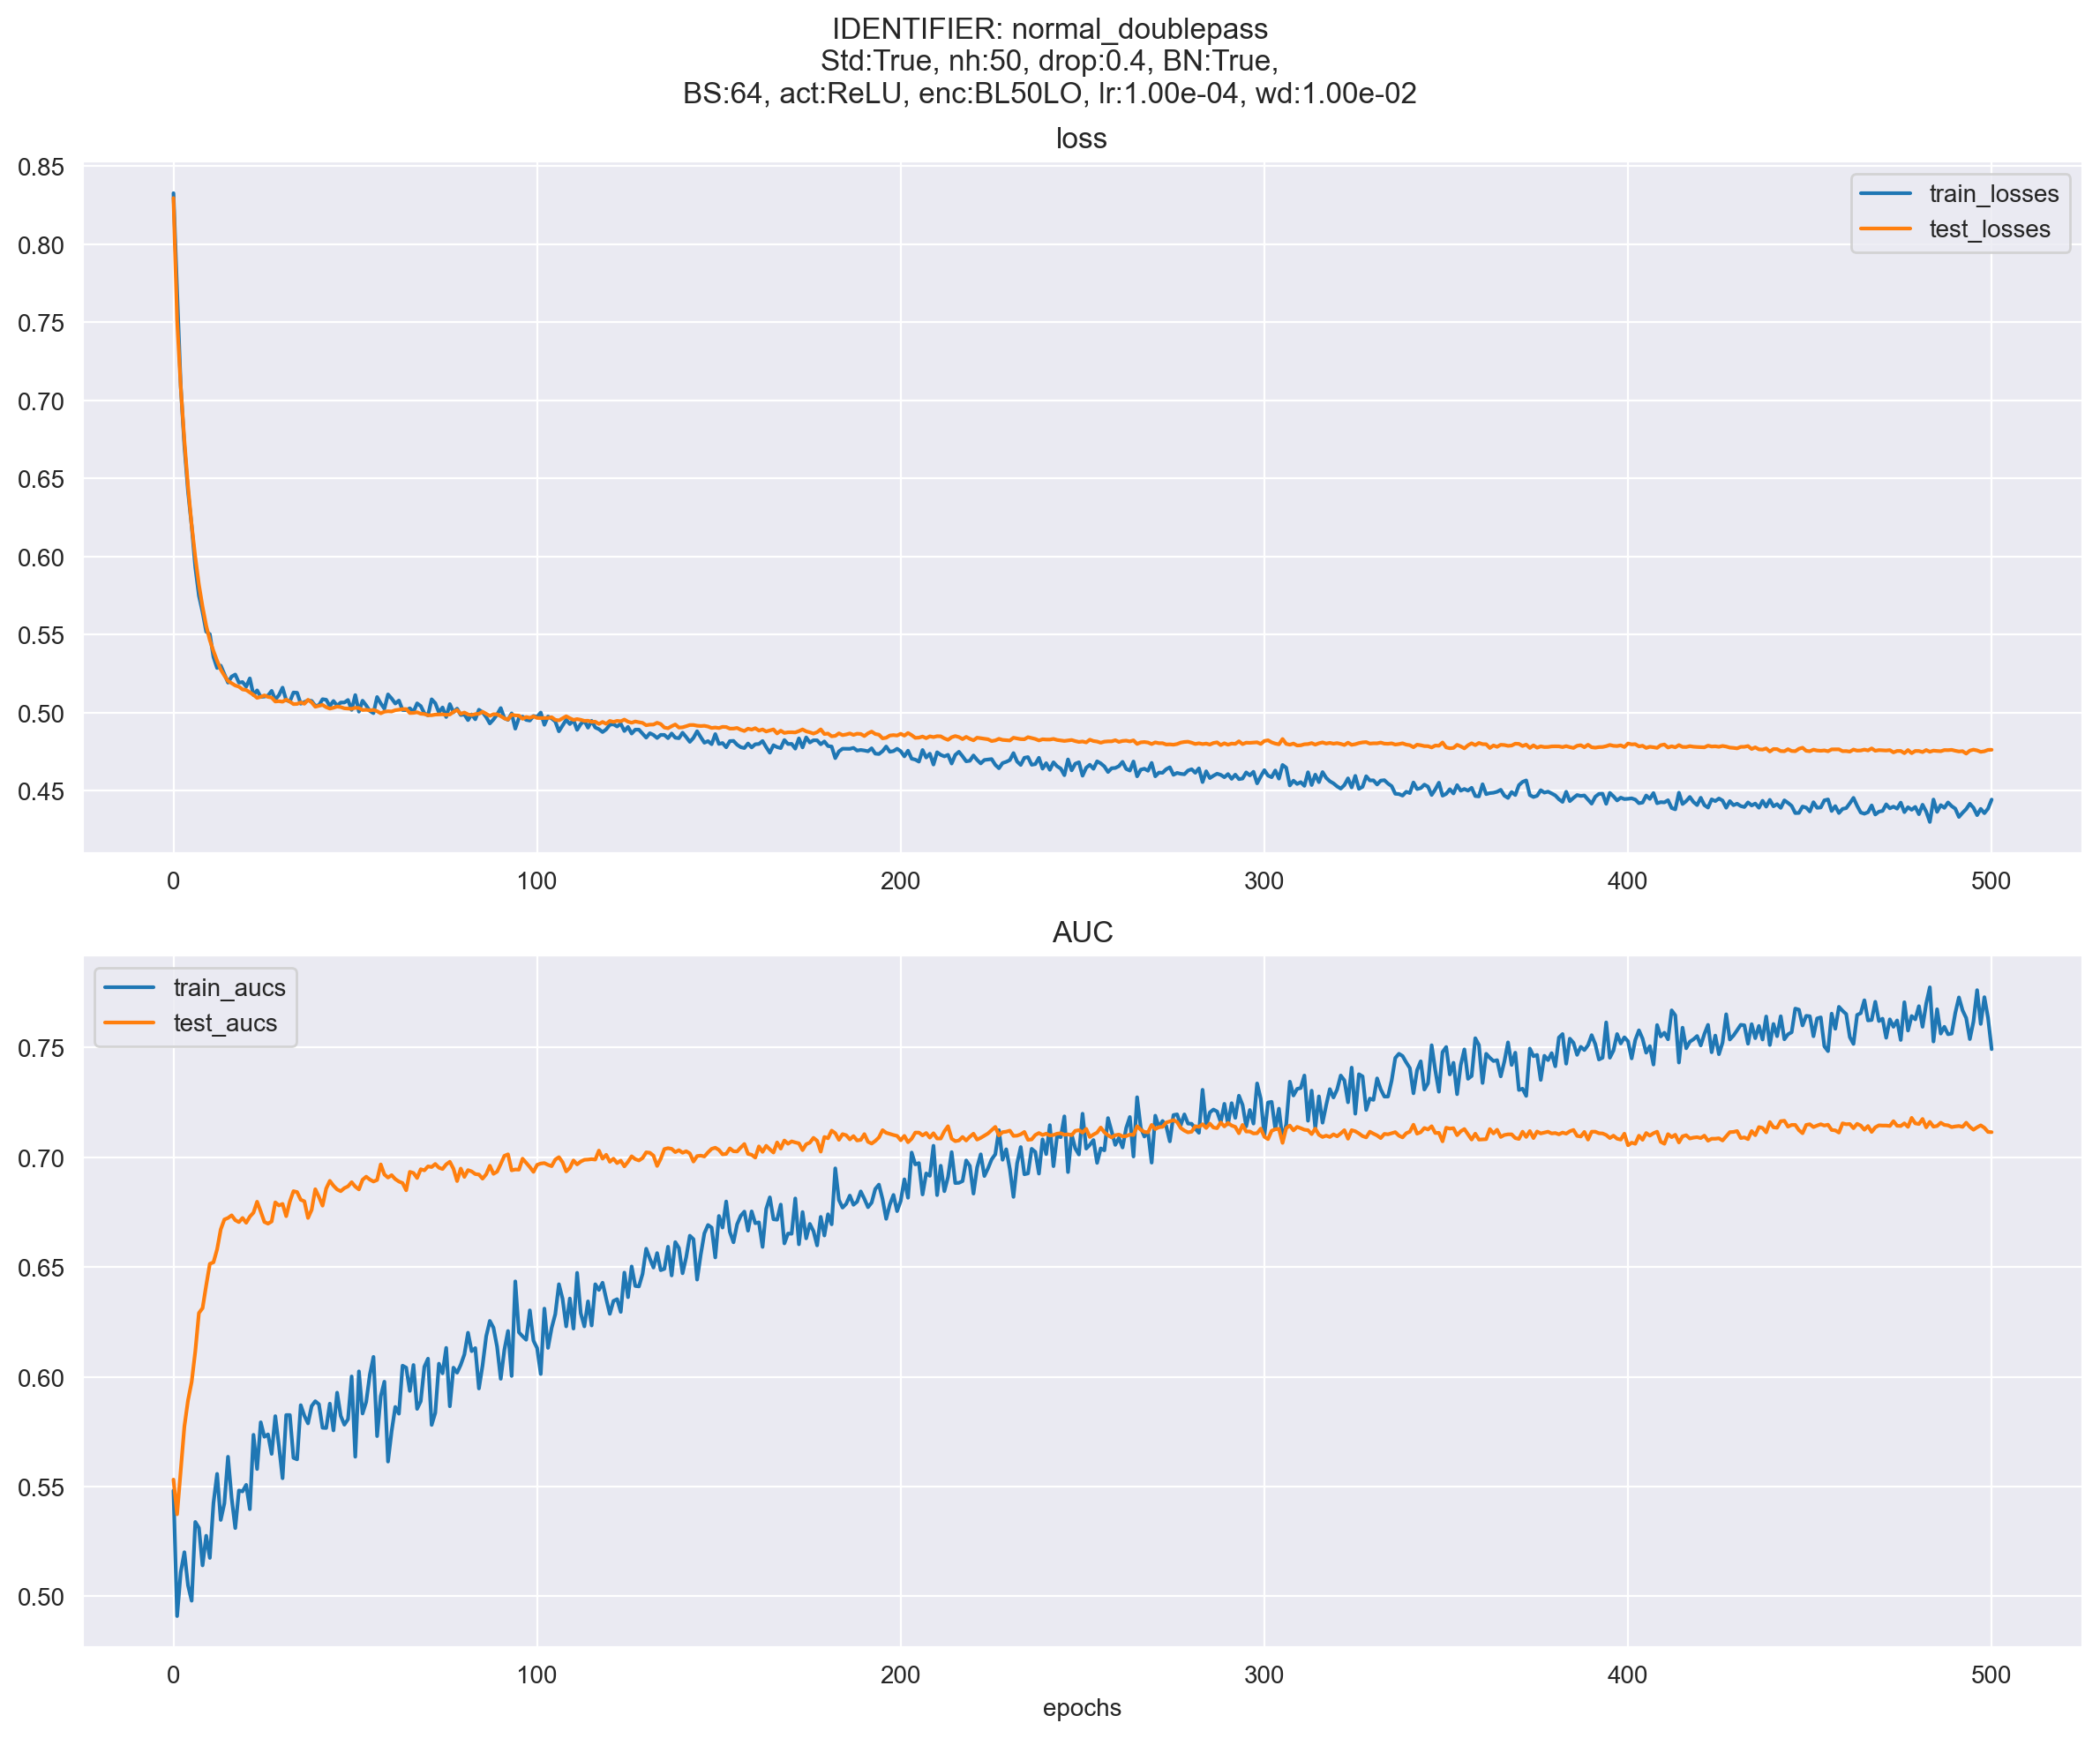 IDENTIFIER: normal_doublepass
Std:True, nh:50, drop:0.4, BN:True,
BS:64, act:ReLU, enc:BL50LO, lr:1.00e-04, wd:1.00e-02
loss
0.85
0.80
0.75
0.70
0.65
0.60
0.55
0.50
0.45
train_losses
test_losses
0 100 200 300 400 500
AUC
train_aucs
test_aucs
0.75
0.70
0.65
0.60
0.55
0.50
0 100 200 300 400 500
epochs